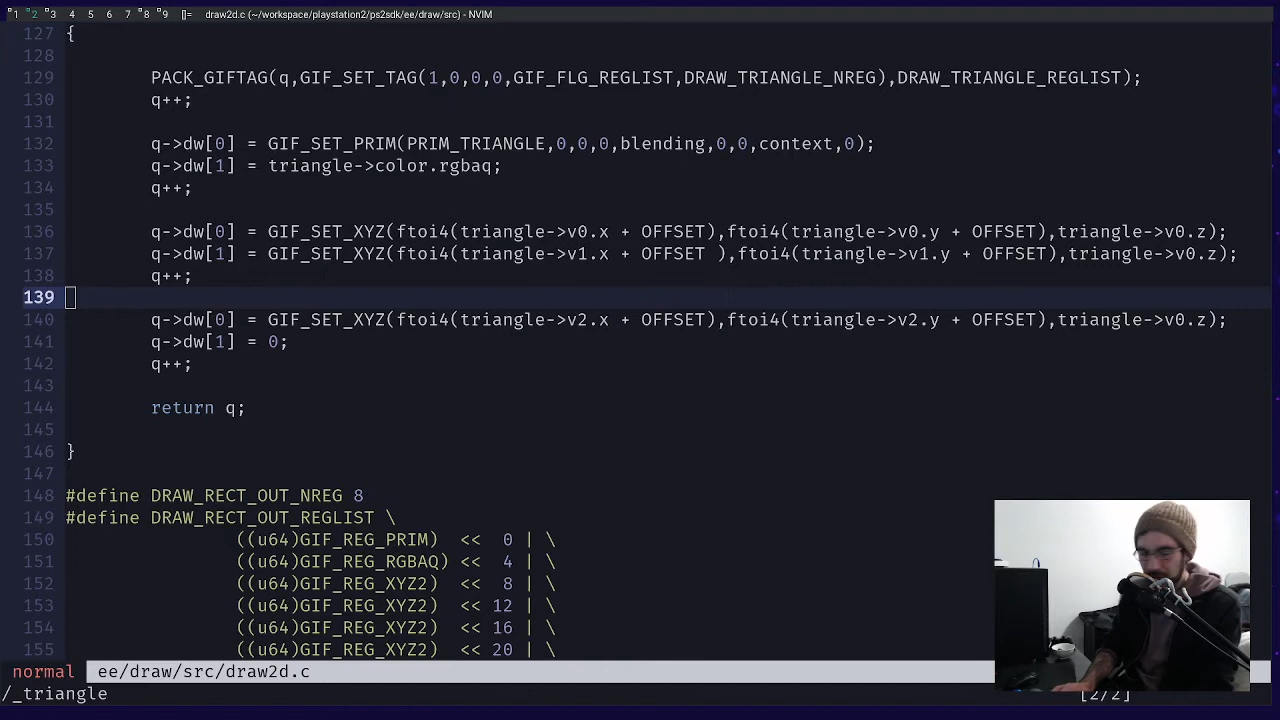 1 2 3 4 5 6 7 8 9 []= draw2d.c (~/workspace/playstation2/ps2sdk/ee/draw/src) - NVIM
127 {
128
129 PACK_GIFTAG(q,GIF_SET_TAG(1,0,0,0,GIF_FLG_REGLIST,DRAW_TRIANGLE_NREG),DRAW_TRIANGLE_REGLIST);
130 q++;
131
132 q->dw[0] = GIF_SET_PRIM(PRIM_TRIANGLE,0,0,0,blending,0,0,context,0);
133 q->dw[1] = triangle->color.rgbaq;
134 q++;
135
136 q->dw[0] = GIF_SET_XYZ(ftoi4(triangle->v0.x + OFFSET),ftoi4(triangle->v0.y + OFFSET),triangle->v0.z);
137 q->dw[1] = GIF_SET_XYZ(ftoi4(triangle->v1.x + OFFSET ),ftoi4(triangle->v1.y + OFFSET),triangle->v0.z);
138 q++;
139
140 q->dw[0] = GIF_SET_XYZ(ftoi4(triangle->v2.x + OFFSET),ftoi4(triangle->v2.y + OFFSET),triangle->v0.z);
141 q->dw[1] = 0;
142 q++;
143
144 return q;
145
146 }
147
148 #define DRAW_RECT_OUT_NREG 8
149 #define DRAW_RECT_OUT_REGLIST \
150 ((u64)GIF_REG_PRIM) << 0 | \
151 ((u64)GIF_REG_RGBAQ) << 4 | \
152 ((u64)GIF_REG_XYZ2) << 8 | \
153 ((u64)GIF_REG_XYZ2) << 12 | \
154 ((u64)GIF_REG_XYZ2) << 16 | \
155 ((u64)GIF_REG_XYZ2) << 20 | \
normal ee/draw/src/draw2d.c
/_triangle [2/2]